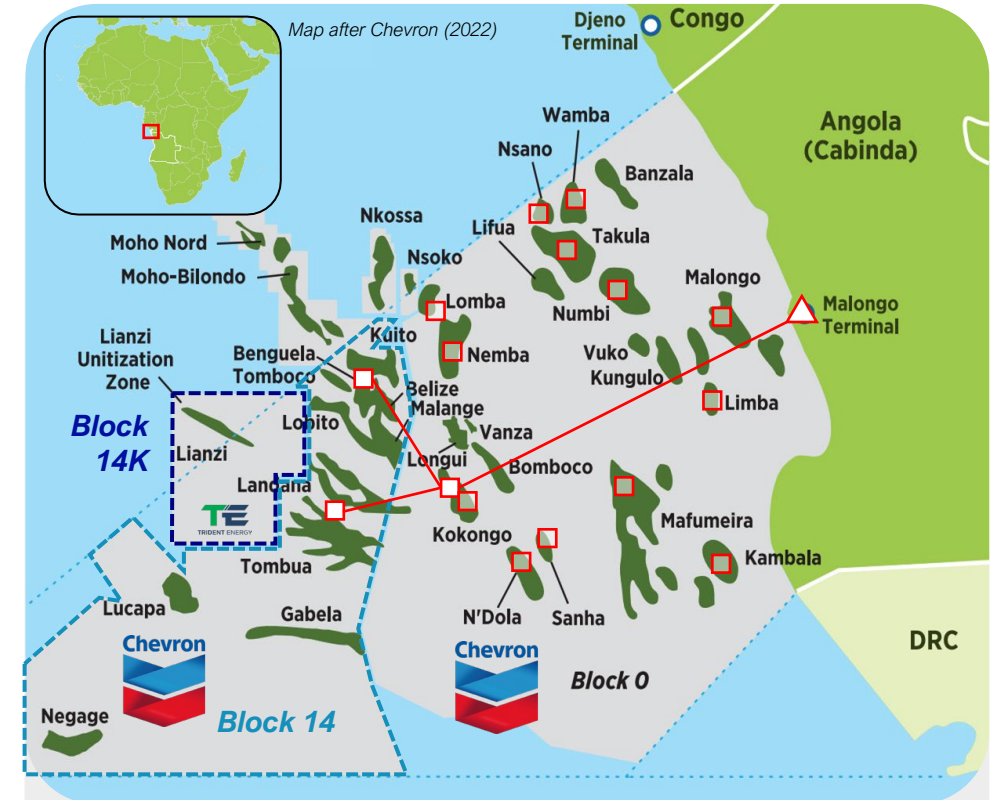 Map after Chevron (2022)
Djeno
Terminal
Congo
Angola
(Cabinda)
Wamba
Nsano
Banzala
Lifua
Takula
Nkossa
Moho Nord
Nsoko
Moho-Bilondo
Malongo
Lomba
Numbi
Malongo
Terminal
Lianzi
Unitization
Zone
Kuito
Benguela
Tomboco
Nemba
Vuko
Kungulo
Belize
Malange
Limba
Block
14K
Lobito
Vanza
Lianzi
Longui
Bomboco
Landana
TE
TRIDENT ENERGY
Kokongo
Mafumeira
Tombua
Kambala
Lucapa
Gabela
N'Dola
Sanha
DRC
Chevron
Chevron
Block 0
Negage
Block 14